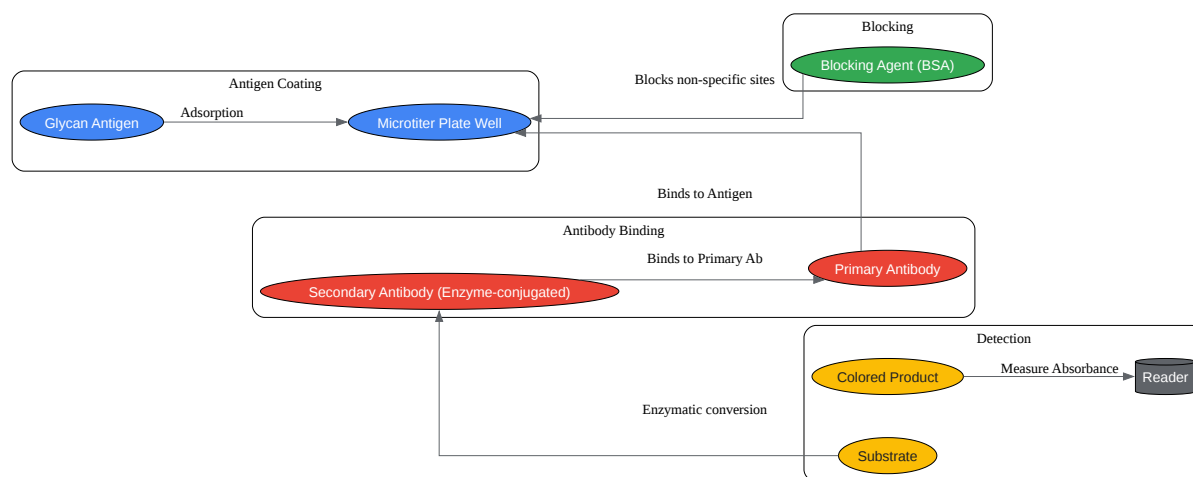 Blocking
Blocking Agent (BSA)
Blocks non-specific sites
Antigen Coating
Glycan Antigen
Adsorption
Microtiter Plate Well
Binds to Antigen
Antibody Binding
Binds to Primary Ab
Primary Antibody
Secondary Antibody (Enzyme-conjugated)
Detection
Colored Product
Measure Absorbance
Reader
Enzymatic conversion
Substrate